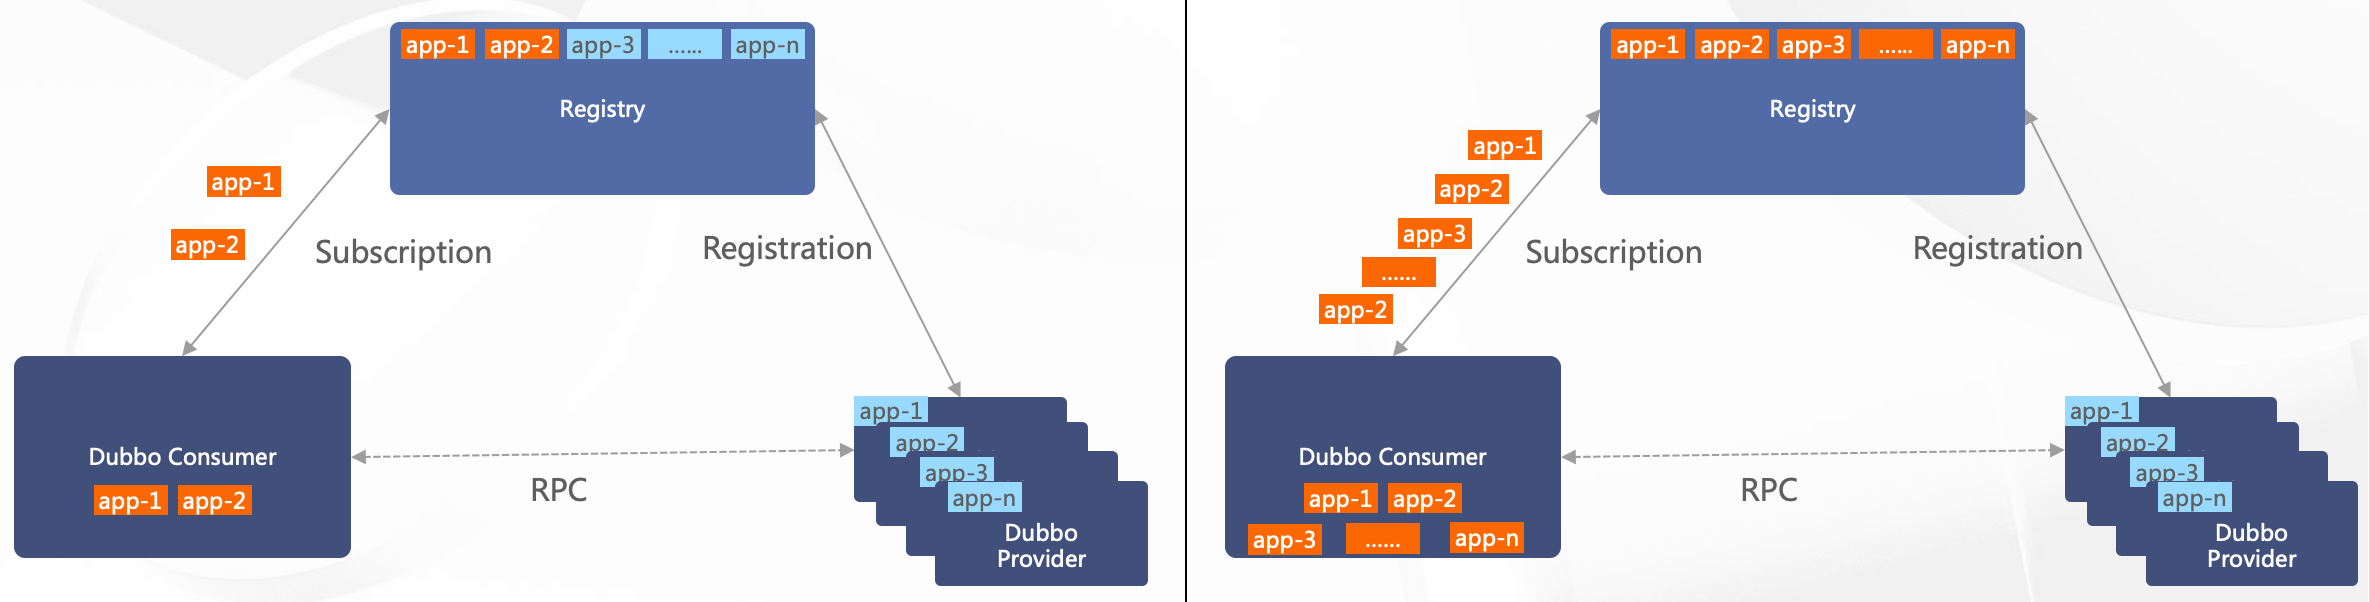 app-1 app-2 app-3 ...... app-n
Registry
app-1
app-2
Subscription
Registration
Dubbo Consumer
app-1 app-2
RPC
app-1
app-2
app-3
app-n
Dubbo
Provider
app-1 app-2 app-3 ...... app-n
Registry
app-1
app-2
app-3
......
app-2
Subscription
Registration
Dubbo Consumer
app-1 app-2
app-3 ...... app-n
RPC
app-1
app-2
app-3
app-n
Dubbo
Provider